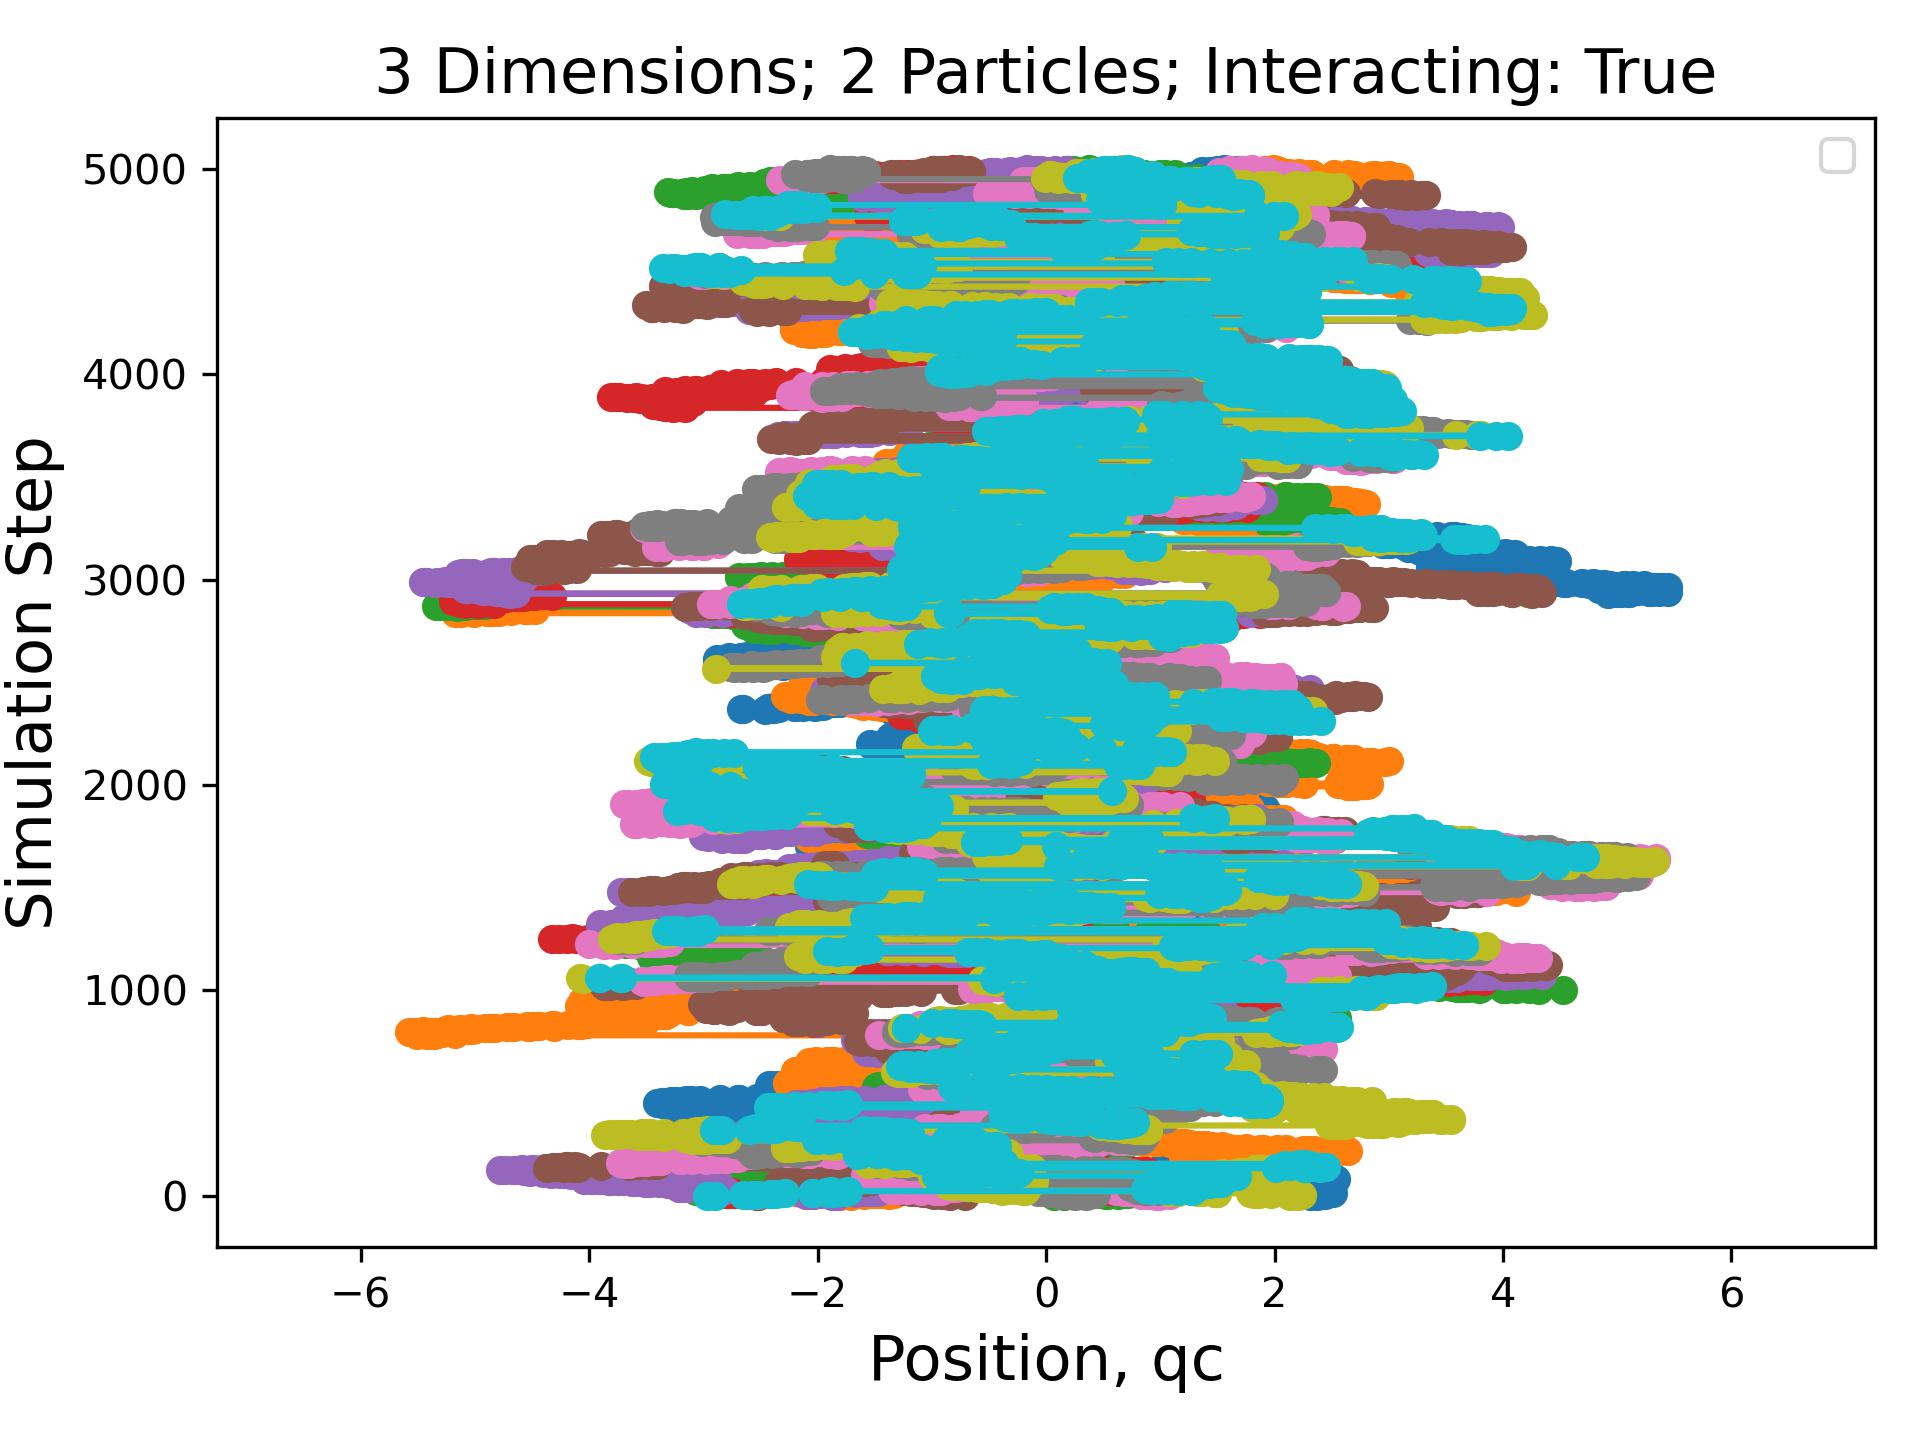 3 Dimensions; 2 Particles; Interacting: True
Simulation Step
5000
4000
3000
2000
1000
0
−6 −4 −2 0 2 4 6
Position, qc